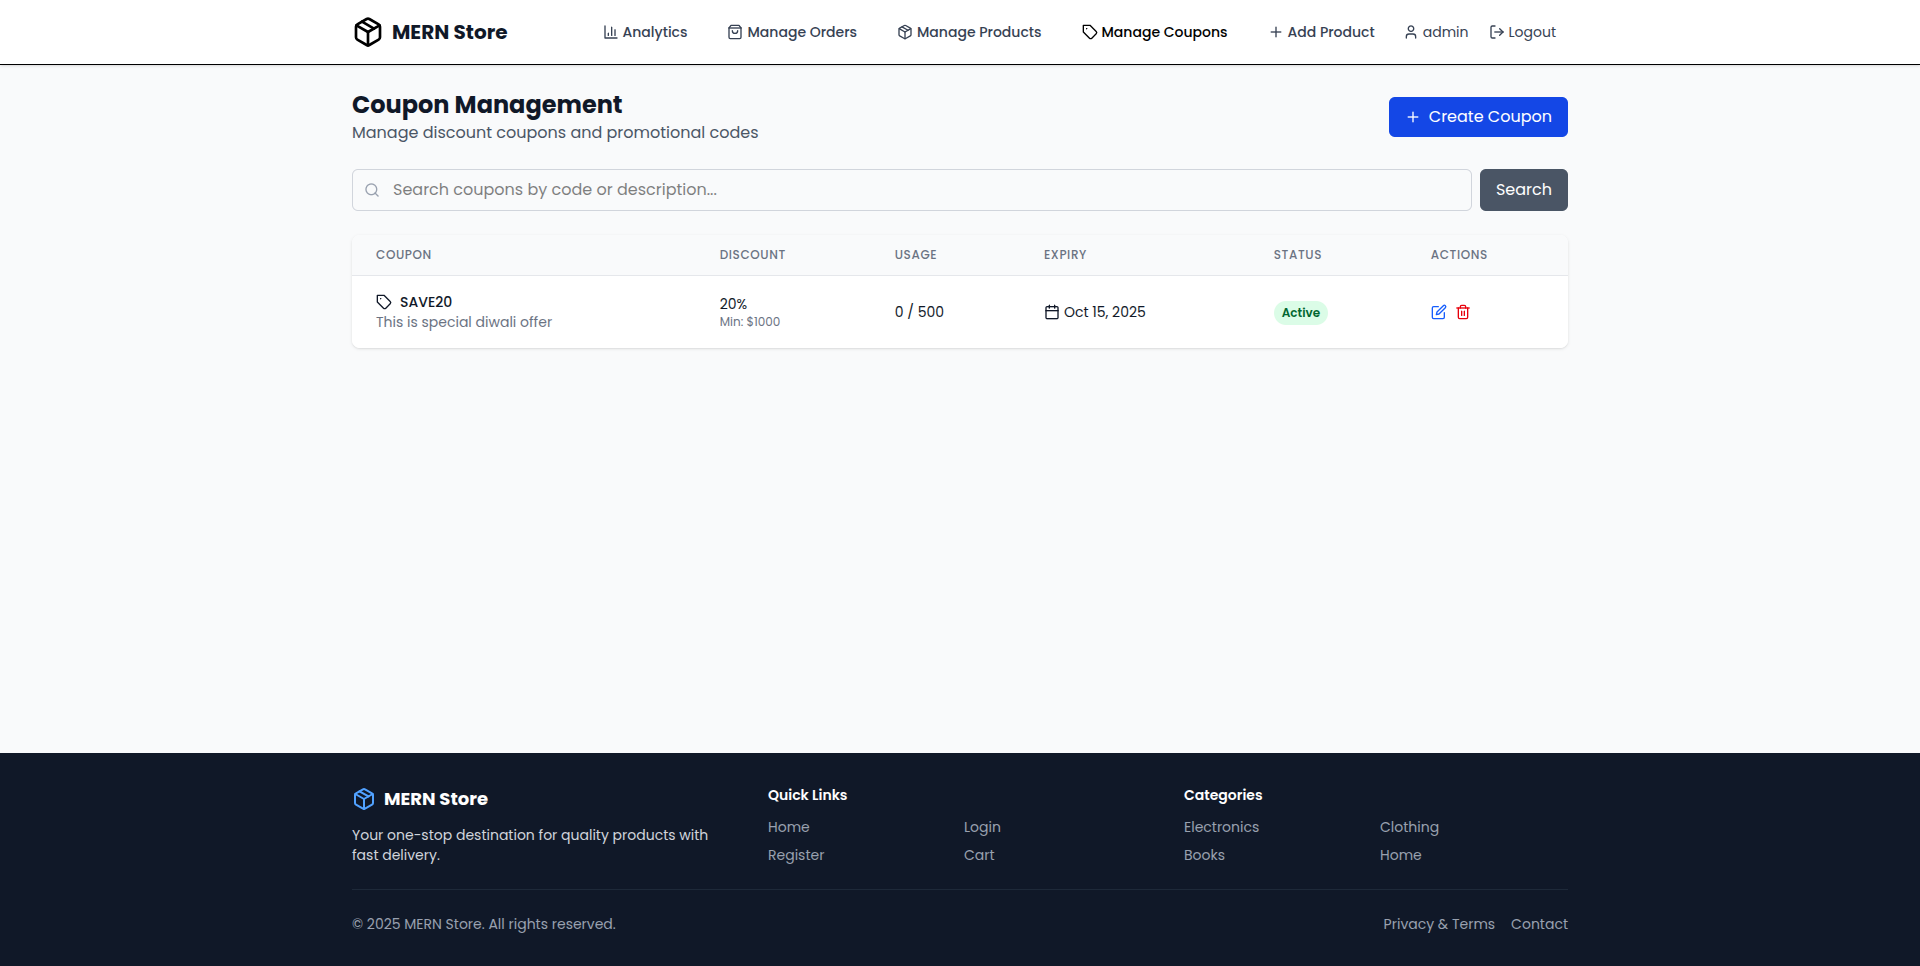 MERN Store
Analytics
Manage Orders
Manage Products
Manage Coupons
Add Product
admin
Logout
Coupon Management
Manage discount coupons and promotional codes
Create Coupon
Search coupons by code or description...
Search
COUPON DISCOUNT USAGE EXPIRY STATUS ACTIONS
SAVE20
This is special diwali offer
20%
Min: $1000
0 / 500
Oct 15, 2025
Active
MERN Store
Your one-stop destination for quality products with
fast delivery.
Quick Links
Home Login
Register Cart
Categories
Electronics Clothing
Books Home
© 2025 MERN Store. All rights reserved.
Privacy & Terms Contact